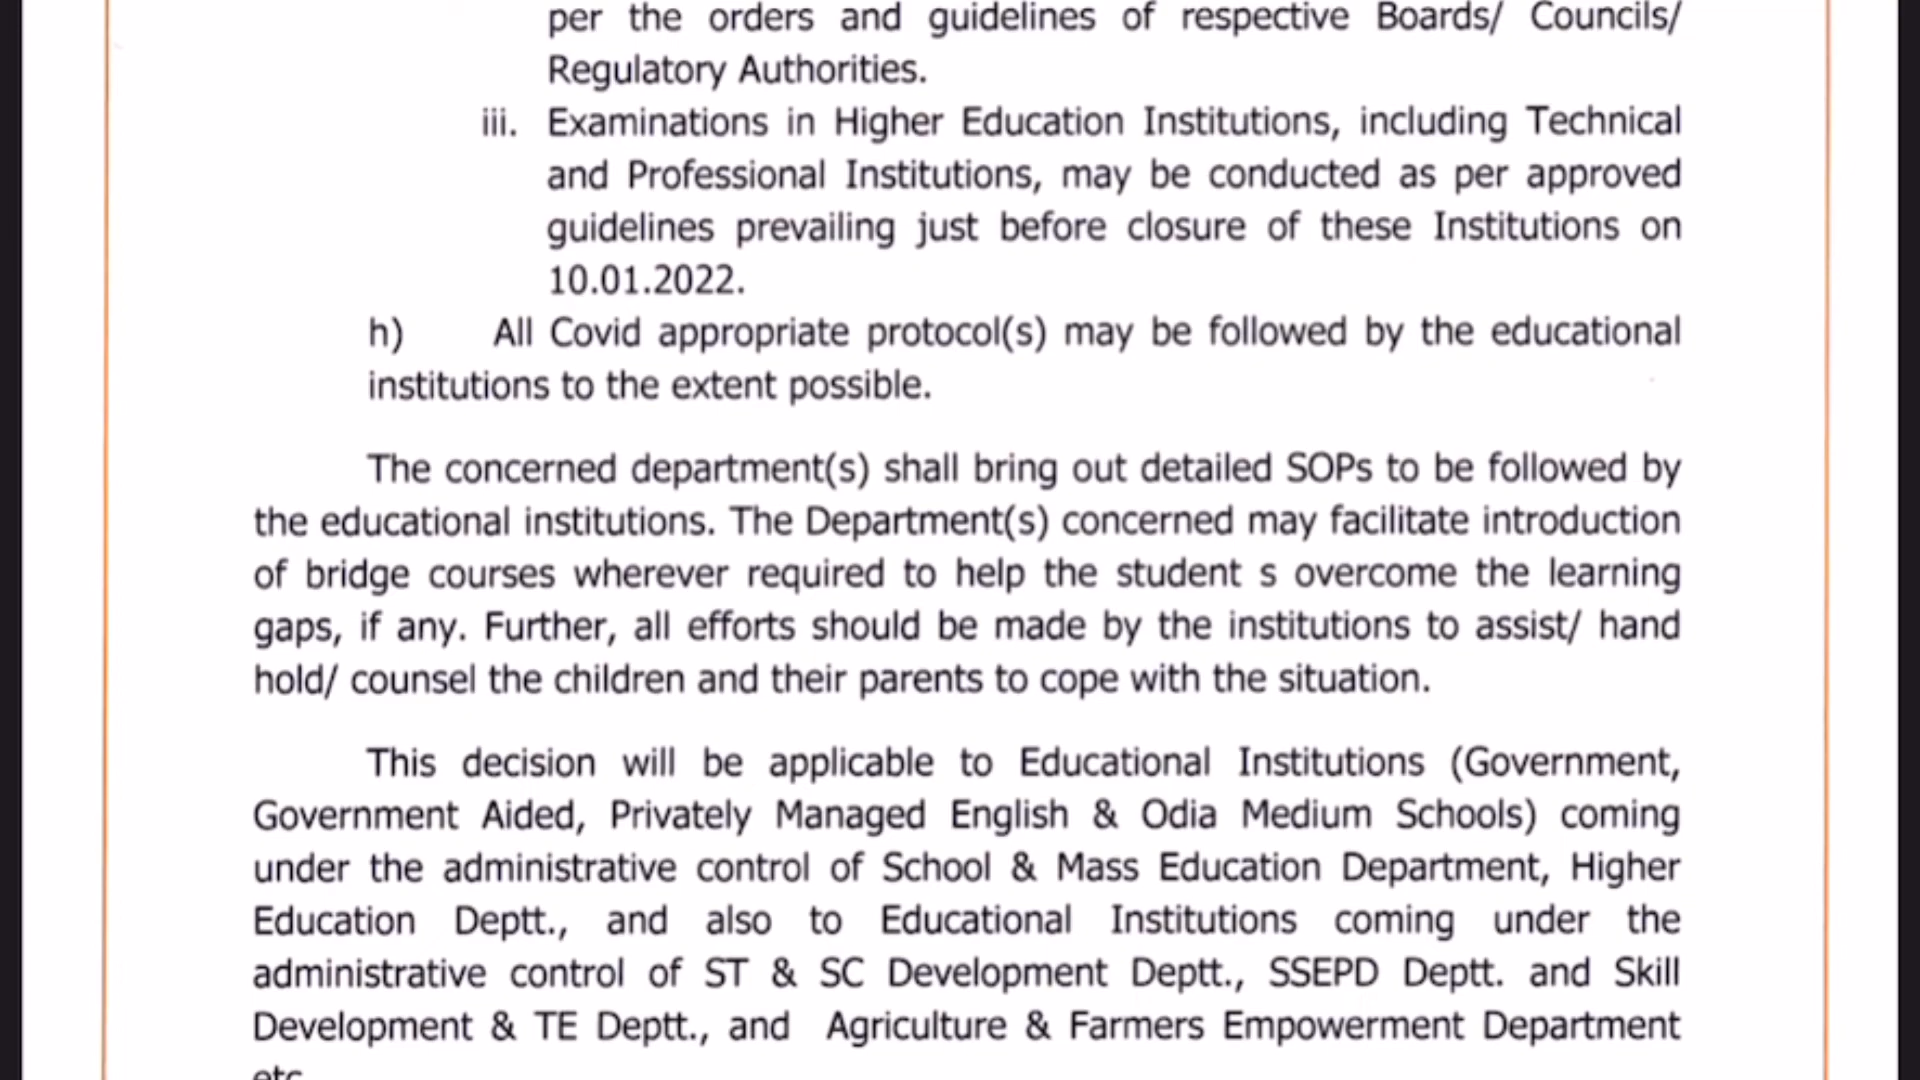 per the orders and guidelines of respective Boards/ Councils/
Regulatory Authorities.
iii. Examinations in Higher Education Institutions, including Technical
and Professional Institutions, may be conducted as per approved
guidelines prevailing just before closure of these Institutions on
10.01.2022.
h) All Covid appropriate protocol(s) may be followed by the educational
institutions to the extent possible.
The concerned department(s) shall bring out detailed SOPs to be followed by
the educational institutions. The Department(s) concerned may facilitate introduction
of bridge courses wherever required to help the student s overcome the learning
gaps, if any. Further, all efforts should be made by the institutions to assist/ hand
hold/ counsel the children and their parents to cope with the situation.
This decision will be applicable to Educational Institutions (Government,
Government Aided, Privately Managed English & Odia Medium Schools) coming
under the administrative control of School & Mass Education Department, Higher
Education Deptt., and also to Educational Institutions coming under the
administrative control of ST & SC Development Deptt., SSEPD Deptt. and Skill
Development & TE Deptt., and Agriculture & Farmers Empowerment Department
etc